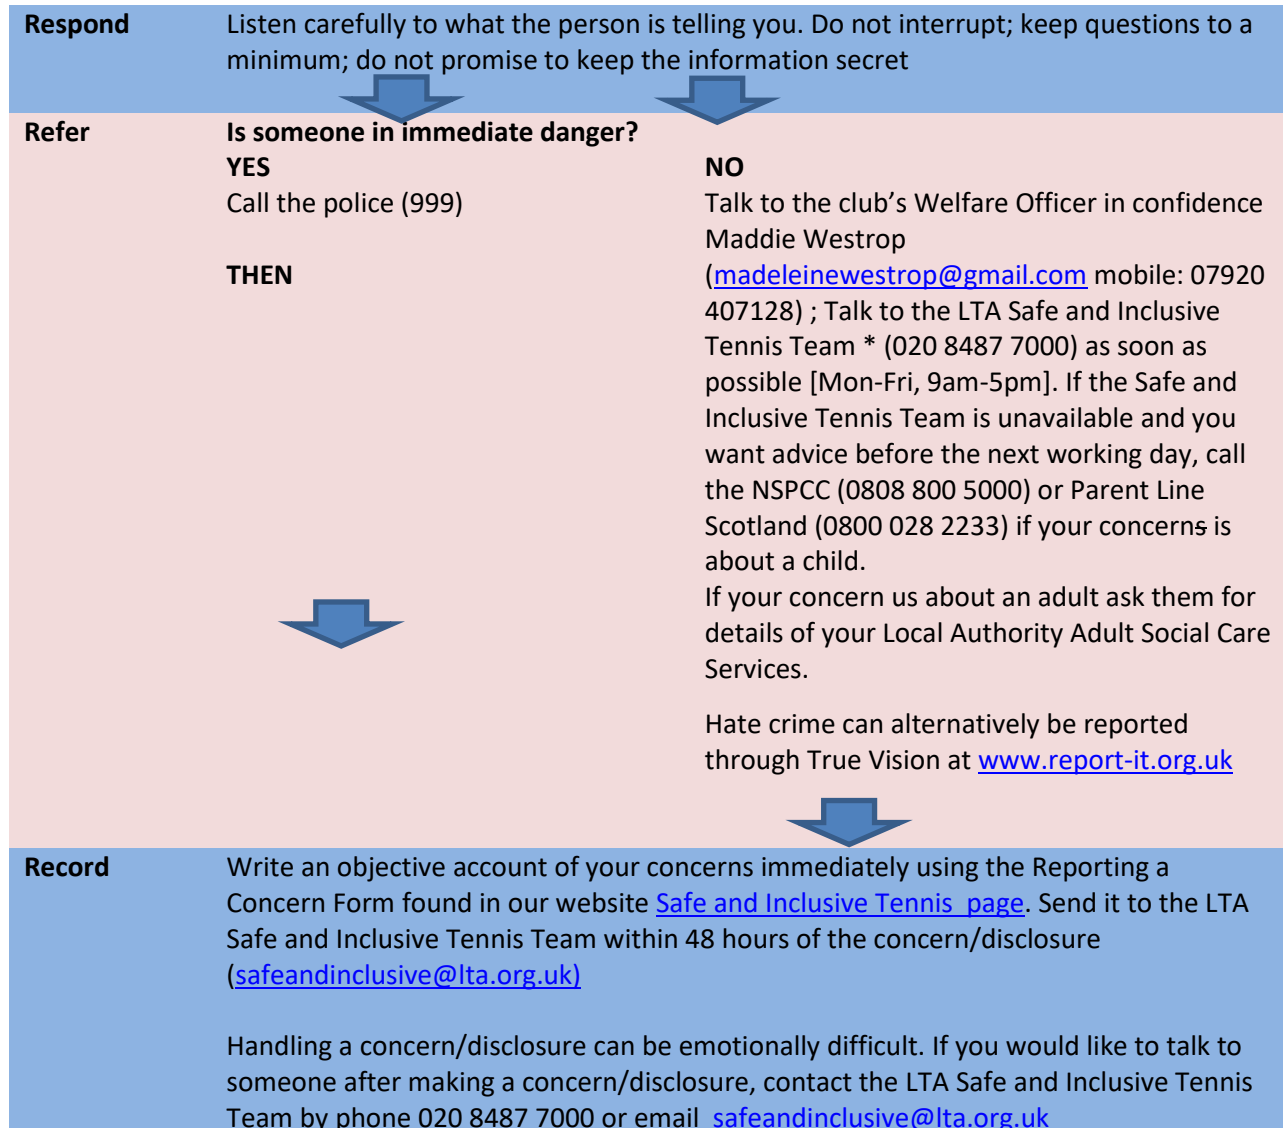 Respond
Listen carefully to what the person is telling you. Do not interrupt; keep questions to a
minimum; do not promise to keep the information secret
Refer
Is someone in immediate danger?
YES
Call the police (999)
THEN
NO
Talk to the club’s Welfare Officer in confidence
Maddie Westrop
(madeleinewestrop@gmail.com mobile: 07920
407128) ; Talk to the LTA Safe and Inclusive
Tennis Team * (020 8487 7000) as soon as
possible [Mon-Fri, 9am-5pm]. If the Safe and
Inclusive Tennis Team is unavailable and you
want advice before the next working day, call
the NSPCC (0808 800 5000) or Parent Line
Scotland (0800 028 2233) if your concerns is
about a child.
If your concern us about an adult ask them for
details of your Local Authority Adult Social Care
Services.
Hate crime can alternatively be reported
through True Vision at www.report-it.org.uk
Record
Write an objective account of your concerns immediately using the Reporting a
Concern Form found in our website Safe and Inclusive Tennis  page. Send it to the LTA
Safe and Inclusive Tennis Team within 48 hours of the concern/disclosure
(safeandinclusive@lta.org.uk)
Handling a concern/disclosure can be emotionally difficult. If you would like to talk to
someone after making a concern/disclosure, contact the LTA Safe and Inclusive Tennis
Team by phone 020 8487 7000 or email  safeandinclusive@lta.org.uk